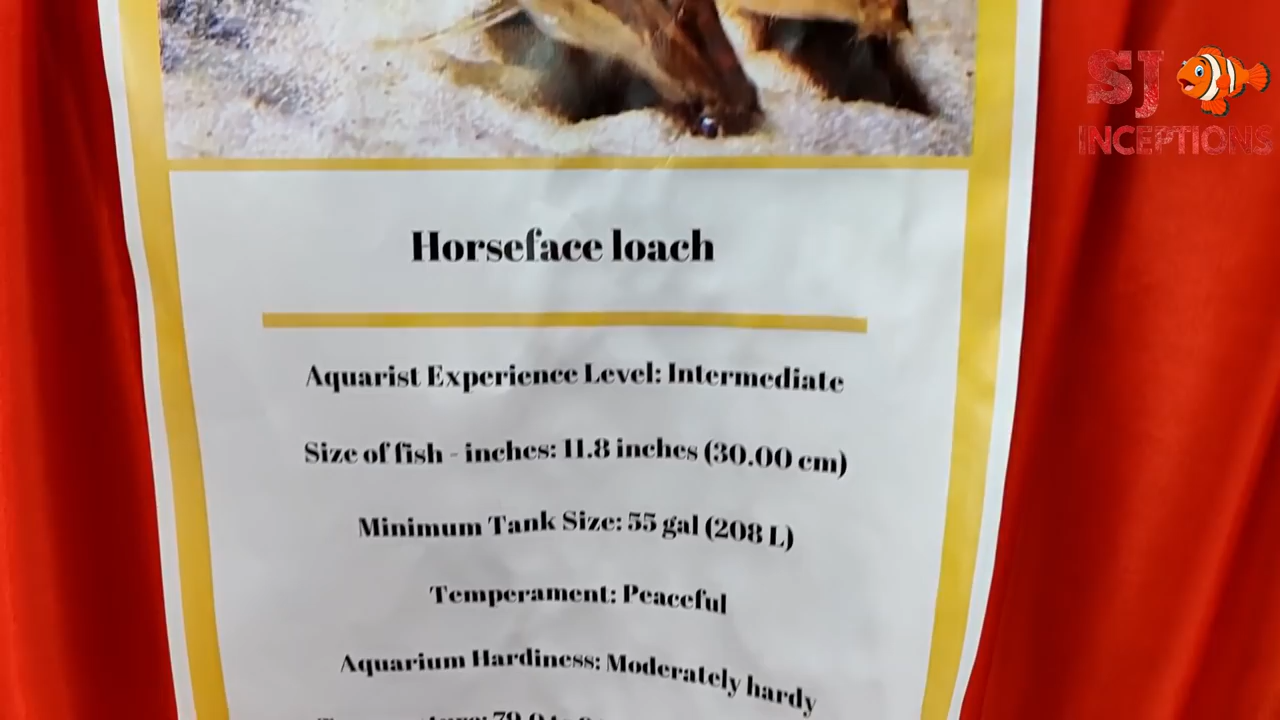 SJ
INCEPTIONS
Horseface loach
Aquarist Experience Level: Intermediate
Size of fish - inches: 11.8 inches (30.00 cm)
Minimum Tank Size: 55 gal (208 L)
Temperament: Peaceful
Aquarium Hardiness: Moderately hardy